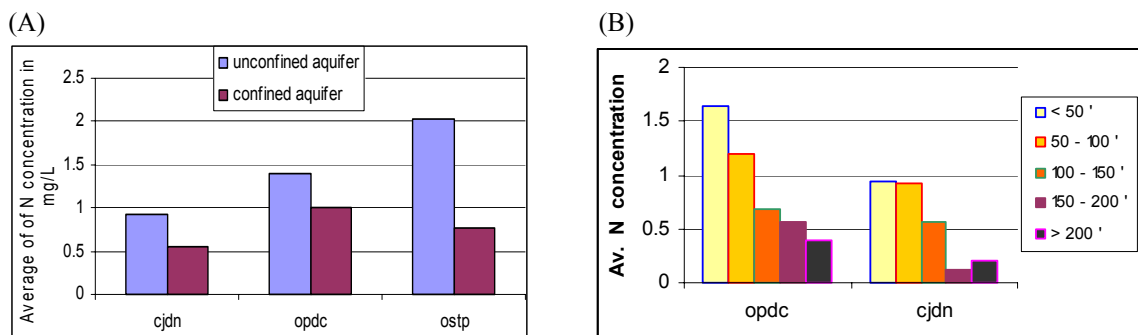 (A)
Average of of N concentration in
mg/L
2.5
2
1.5
1
0.5
0
unconfined aquifer
confined aquifer
cjdn
opdc
ostp
(B)
Av. N concentration
2
1.5
1
0.5
0
opdc
cjdn
< 50 '
50 - 100 '
100 - 150 '
150 - 200 '
> 200 '